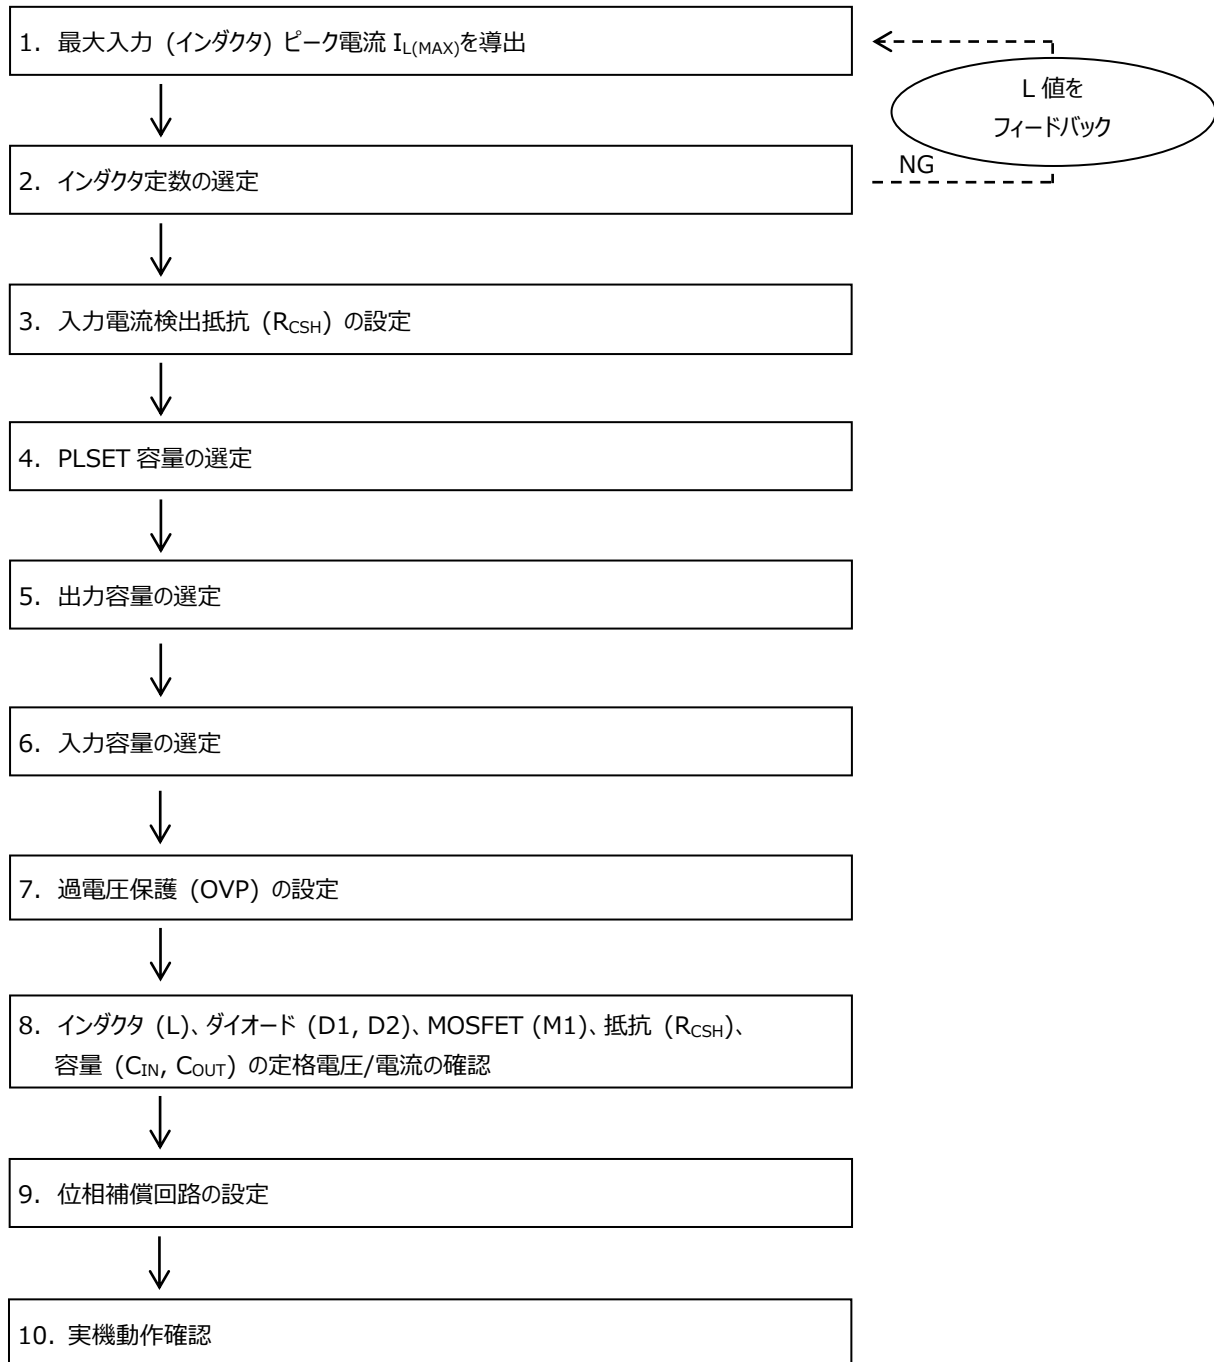 1. 最大入力 (インダクタ) ピーク電流 I_L(MAX)を導出
L 値を
フィードバック
NG
2. インダクタ定数の選定
3. 入力電流検出抵抗 (R_CSH) の設定
4. PLSET 容量の選定
5. 出力容量の選定
6. 入力容量の選定
7. 過電圧保護 (OVP) の設定
8. インダクタ (L)、ダイオード (D1, D2)、MOSFET (M1)、抵抗 (R_CSH)、
容量 (C_IN, C_OUT) の定格電圧/電流の確認
9. 位相補償回路の設定
10. 実機動作確認